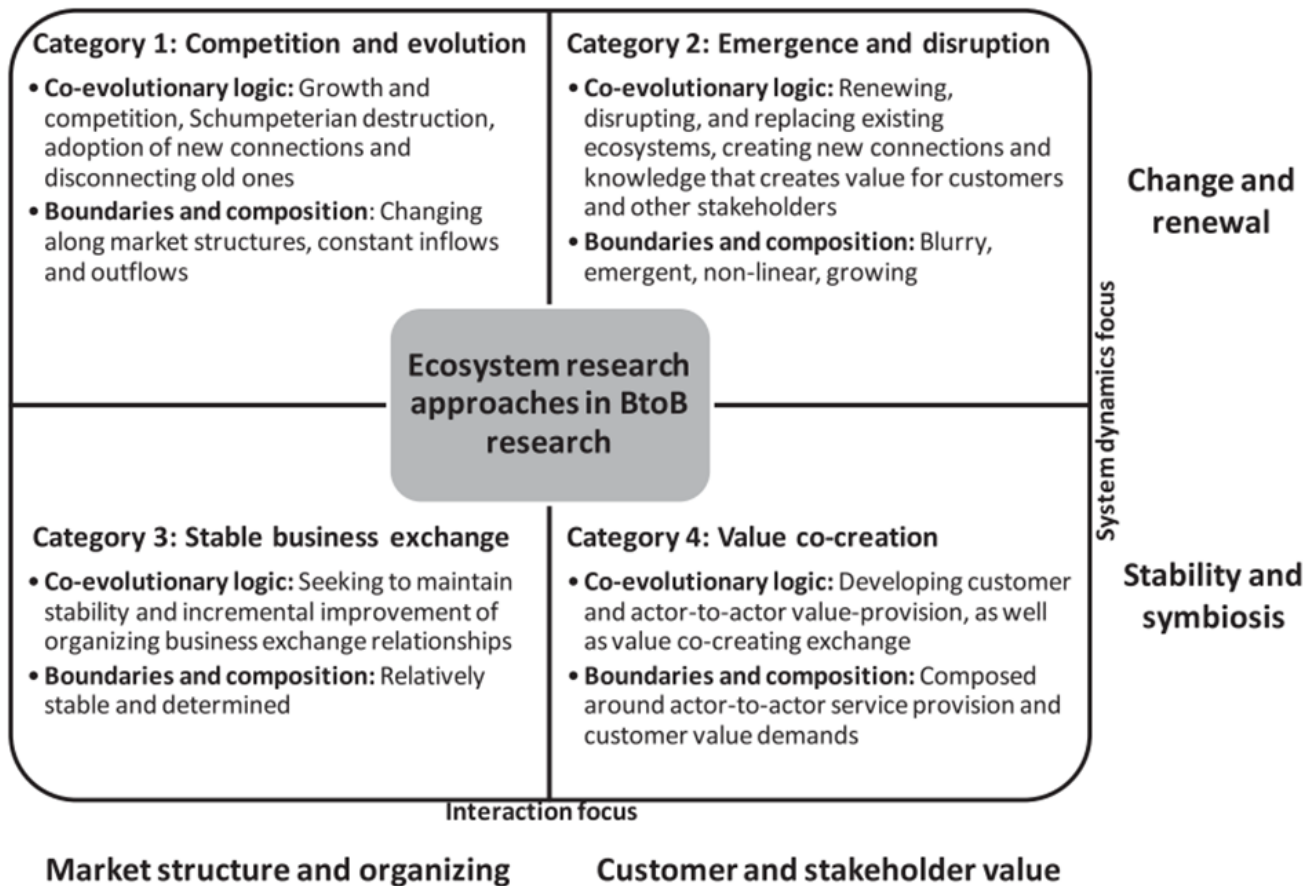 Category 1: Competition and evolution
• Co-evolutionary logic: Growth and
competition, Schumpeterian destruction,
adoption of new connections and
disconnecting old ones
• Boundaries and composition: Changing
along market structures, constant inflows
and outflows
Category 2: Emergence and disruption
• Co-evolutionary logic: Renewing,
disrupting, and replacing existing
ecosystems, creating new connections and
knowledge that creates value for customers
and other stakeholders
• Boundaries and composition: Blurry,
emergent, non-linear, growing
Change and
renewal
Ecosystem research
approaches in BtoB
research
System dynamics focus
Category 3: Stable business exchange
• Co-evolutionary logic: Seeking to maintain
stability and incremental improvement of
organizing business exchange relationships
• Boundaries and composition: Relatively
stable and determined
Category 4: Value co-creation
• Co-evolutionary logic: Developing customer
and actor-to-actor value-provision, as well
as value co-creating exchange
• Boundaries and composition: Composed
around actor-to-actor service provision and
customer value demands
Stability and
symbiosis
Interaction focus
Market structure and organizing
Customer and stakeholder value